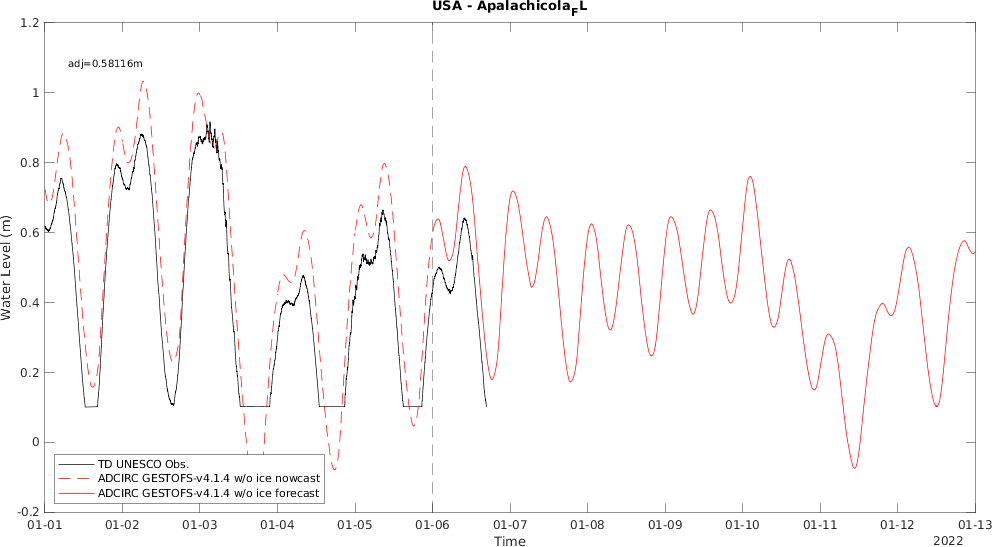 USA - Apalachicola_FL
adj=0.58116m
1.2
1
0.8
0.6
0.4
0.2
0
-0.2
Water Level (m)
TD UNESCO Obs.
ADCIRC GESTOFS-v4.1.4 w/o ice nowcast
ADCIRC GESTOFS-v4.1.4 w/o ice forecast
01-01 01-02 01-03 01-04 01-05 01-06 01-07 01-08 01-09 01-10 01-11 01-12 01-13
Time
2022